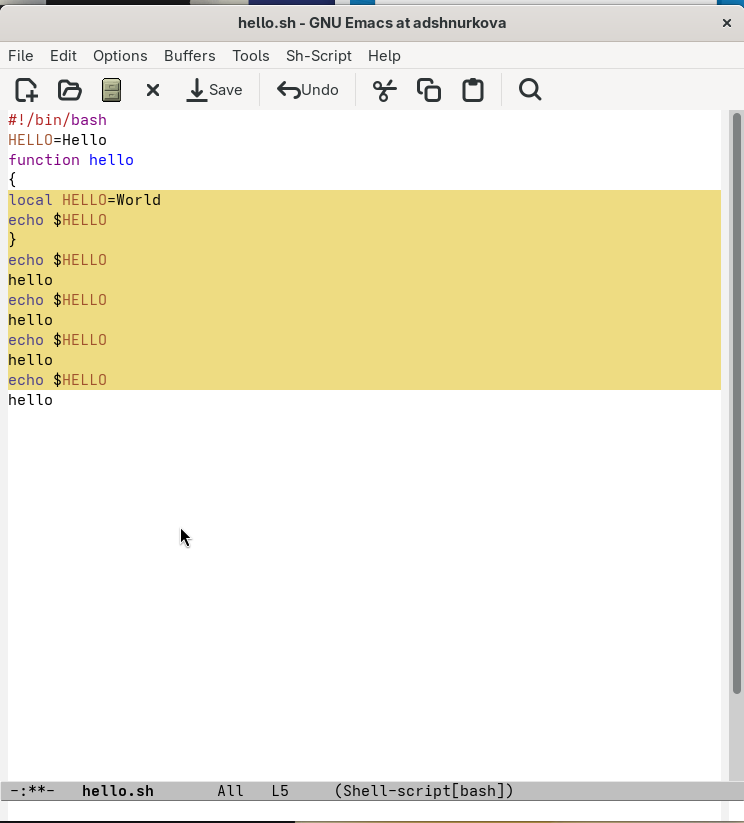 hello.sh - GNU Emacs at adshnurkova
File Edit Options Buffers Tools Sh-Script Help
Save Undo
#!/bin/bash
HELLO=Hello
function hello
{
local HELLO=World
echo $HELLO
}
echo $HELLO
hello
echo $HELLO
hello
echo $HELLO
hello
echo $HELLO
hello
-:**- hello.sh All L5 (Shell-script[bash])